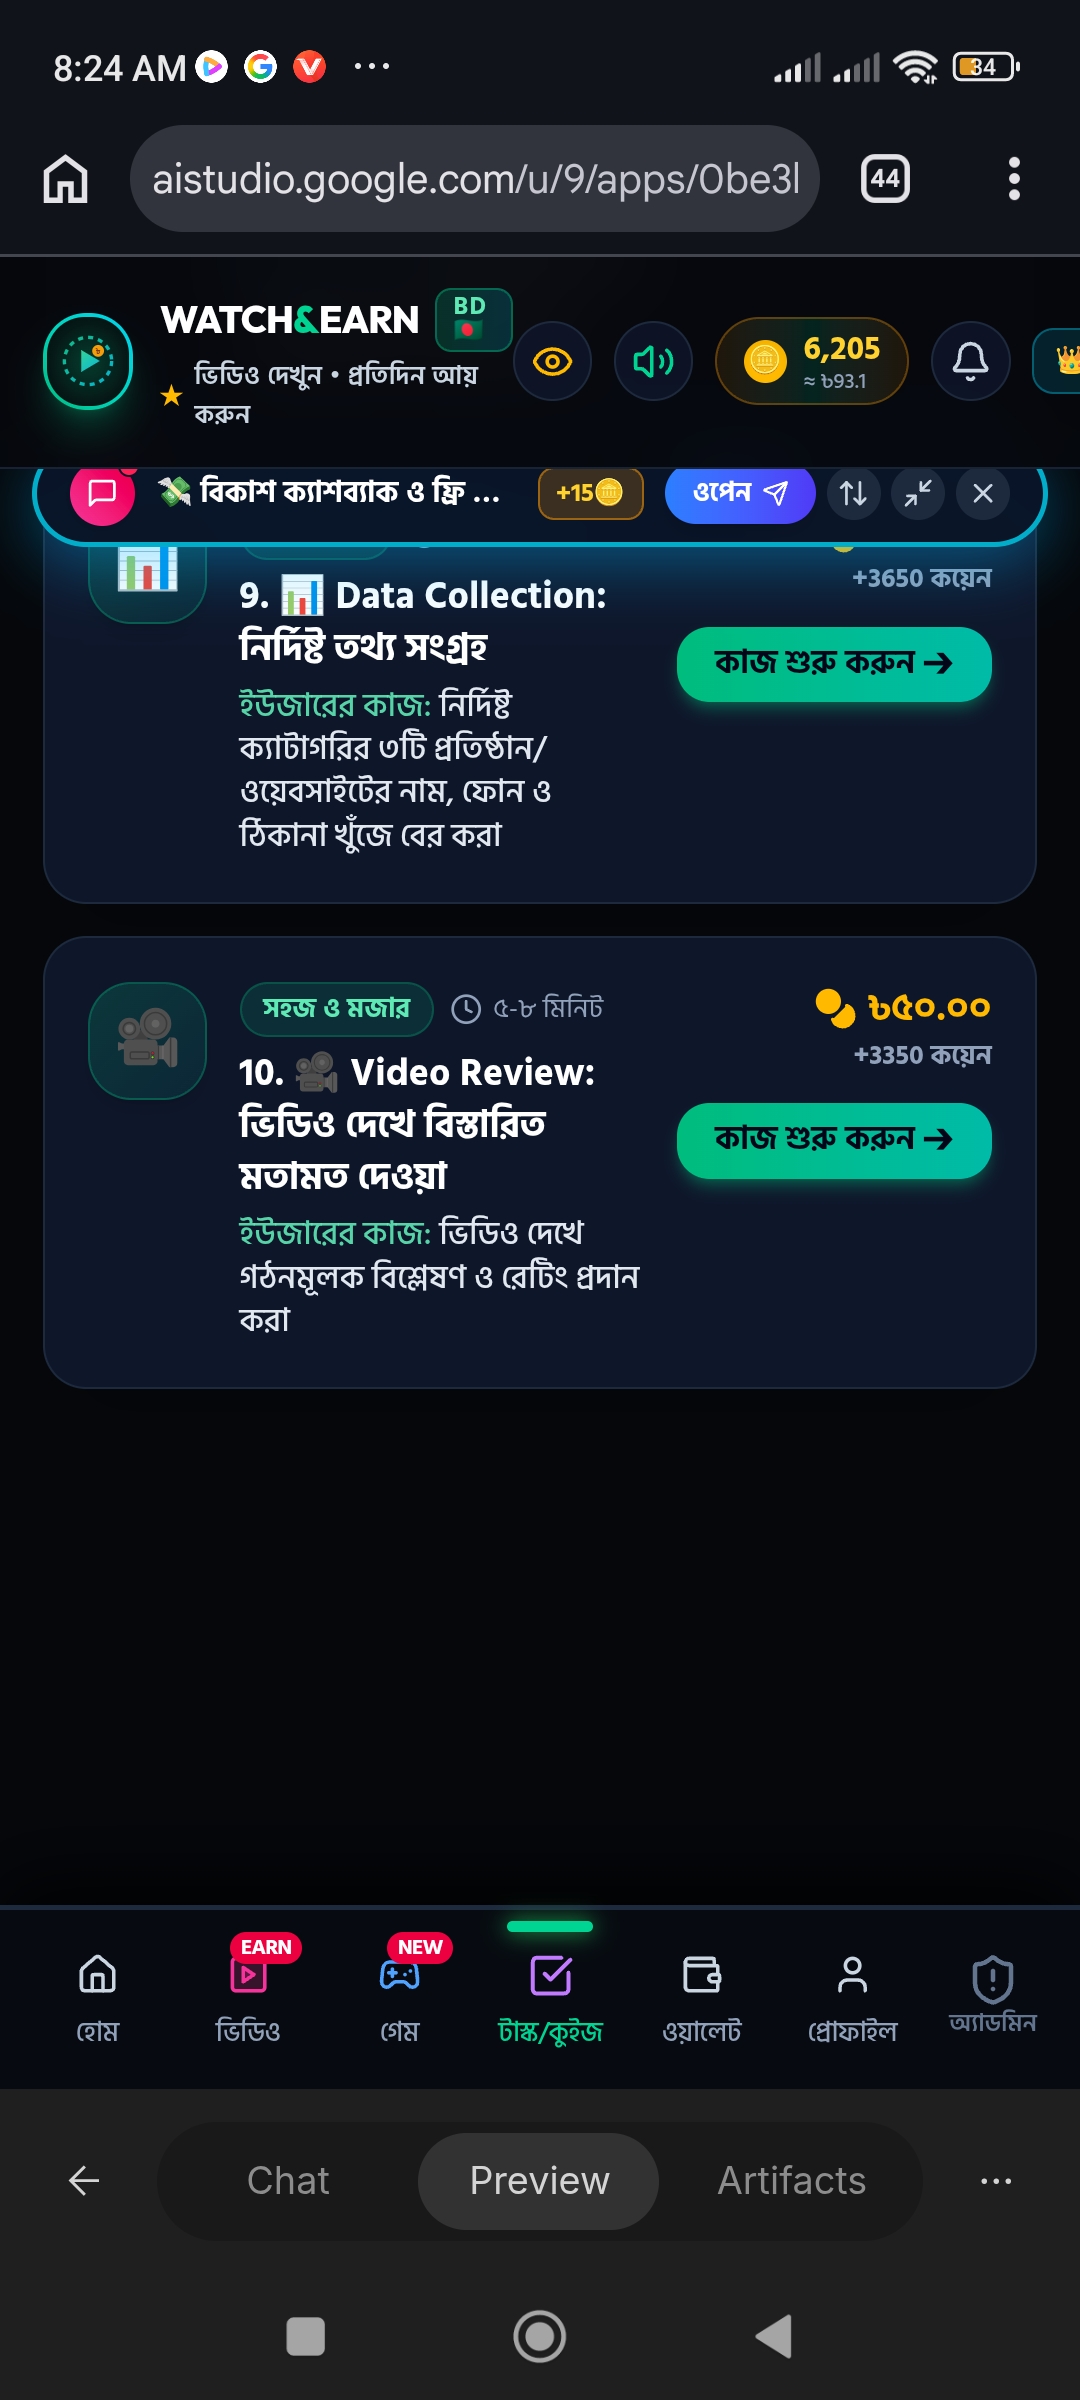 8:24 AM
34
aistudio.google.com/u/9/apps/0be3l
44
WATCH&EARN
BD
ভিডিও দেখুন • প্রতিদিন আয়
করুন
6,205
≈ ৳93.1
💸 বিকাশ ক্যাশব্যাক ও ফ্রি ...
+15
ওপেন
+3650 কয়েন
9. 📊 Data Collection:
নির্দিষ্ট তথ্য সংগ্রহ
কাজ শুরু করুন →
ইউজারের কাজ: নির্দিষ্ট
ক্যাটাগরির ৩টি প্রতিষ্ঠান/
ওয়েবসাইটের নাম, ফোন ও
ঠিকানা খুঁজে বের করা
সহজ ও মজার
৫-৮ মিনিট
৳৫০.০০
+3350 কয়েন
10. 🎥 Video Review:
ভিডিও দেখে বিস্তারিত
মতামত দেওয়া
কাজ শুরু করুন →
ইউজারের কাজ: ভিডিও দেখে
গঠনমূলক বিশ্লেষণ ও রেটিং প্রদান
করা
EARN
NEW
হোম
ভিডিও
গেম
টাস্ক/কুইজ
ওয়ালেট
প্রোফাইল
অ্যাডমিন
Chat
Preview
Artifacts